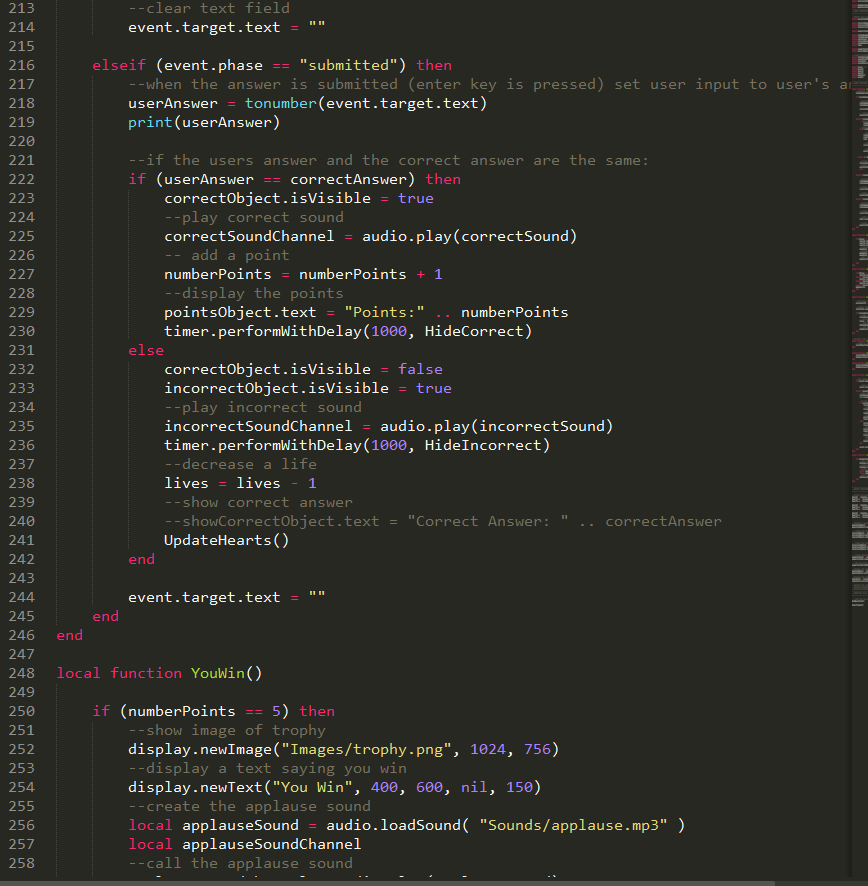 213 --clear text field
214 event.target.text = ""
215
216 elseif (event.phase == "submitted") then
217 --when the answer is submitted (enter key is pressed) set user input to user's
218 userAnswer = tonumber(event.target.text)
219 print(userAnswer)
220
221 --if the users answer and the correct answer are the same:
222 if (userAnswer == correctAnswer) then
223 correctObject.isVisible = true
224 --play correct sound
225 correctSoundChannel = audio.play(correctSound)
226 -- add a point
227 numberPoints = numberPoints + 1
228 --display the points
229 pointsObject.text = "Points:" .. numberPoints
230 timer.performWithDelay(1000, HideCorrect)
231 else
232 correctObject.isVisible = false
233 incorrectObject.isVisible = true
234 --play incorrect sound
235 incorrectSoundChannel = audio.play(incorrectSound)
236 timer.performWithDelay(1000, HideIncorrect)
237 --decrease a life
238 lives = lives - 1
239 --show correct answer
240 --showCorrectObject.text = "Correct Answer: " .. correctAnswer
241 UpdateHearts()
242 end
243
244 event.target.text = ""
245 end
246 end
247
248 local function YouWin()
249
250 if (numberPoints == 5) then
251 --show image of trophy
252 display.newImage("Images/trophy.png", 1024, 756)
253 --display a text saying you win
254 display.newText("You Win", 400, 600, nil, 150)
255 --create the applause sound
256 local applauseSound = audio.loadSound( "Sounds/applause.mp3" )
257 local applauseSoundChannel
258 --call the applause sound